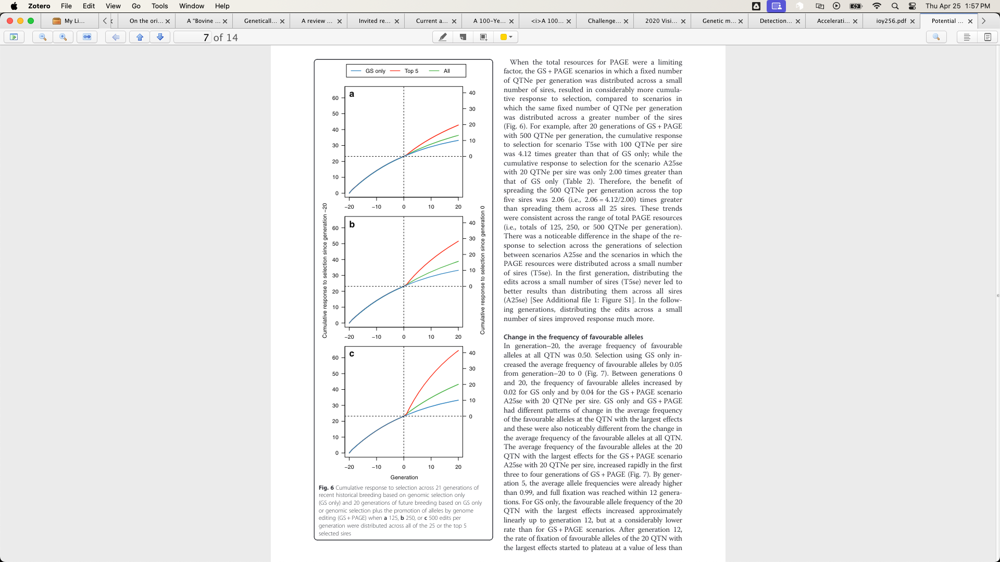 Zotero File Edit View Go Tools Window Help Thu Apr 25 1:57 PM
My Li... On the ori... A "Bovine ... Geneticall... A review ... Invited re... Current a... A 100-Ye... <i>A 100... Challenge... 2020 Visi... Genetic m... Detection... Accelerati... ioy256.pdf Potential ...
7 of 14
GS only Top 5 All
a
60
50
40
30
20
10
0
40
30
20
10
0
−20 −10 0 10 20
b
60
50
40
30
20
10
0
40
30
20
10
0
−20 −10 0 10 20
c
60
50
40
30
20
10
0
40
30
20
10
0
−20 −10 0 10 20
Cumulative response to selection since generation −20
Cumulative response to selection since generation 0
Generation
Fig. 6 Cumulative response to selection across 21 generations of
recent historical breeding based on genomic selection only
(GS only) and 20 generations of future breeding based on GS only
or genomic selection plus the promotion of alleles by genome
editing (GS + PAGE) when a 125, b 250, or c 500 edits per
generation were distributed across all of the 25 or the top 5
selected sires
When the total resources for PAGE were a limiting
factor, the GS + PAGE scenarios in which a fixed number
of QTNe per generation was distributed across a small
number of sires, resulted in considerably more cumula-
tive response to selection, compared to scenarios in
which the same fixed number of QTNe per generation
was distributed across a greater number of the sires
(Fig. 6). For example, after 20 generations of GS + PAGE
with 500 QTNe per generation, the cumulative response
to selection for scenario T5se with 100 QTNe per sire
was 4.12 times greater than that of GS only; while the
cumulative response to selection for the scenario A25se
with 20 QTNe per sire was only 2.00 times greater than
that of GS only (Table 2). Therefore, the benefit of
spreading the 500 QTNe per generation across the top
five sires was 2.06 (i.e., 2.06 = 4.12/2.00) times greater
than spreading them across all 25 sires. These trends
were consistent across the range of total PAGE resources
(i.e., totals of 125, 250, or 500 QTNe per generation).
There was a noticeable difference in the shape of the re-
sponse to selection across the generations of selection
between scenarios A25se and the scenarios in which the
PAGE resources were distributed across a small number
of sires (T5se). In the first generation, distributing the
edits across a small number of sires (T5se) never led to
better results than distributing them across all sires
(A25se) [See Additional file 1: Figure S1]. In the follow-
ing generations, distributing the edits across a small
number of sires improved response much more.
Change in the frequency of favourable alleles
In generation−20, the average frequency of favourable
alleles at all QTN was 0.50. Selection using GS only in-
creased the average frequency of favourable alleles by 0.05
from generation−20 to 0 (Fig. 7). Between generations 0
and 20, the frequency of favourable alleles increased by
0.02 for GS only and by 0.04 for the GS + PAGE scenario
A25se with 20 QTNe per sire. GS only and GS + PAGE
had different patterns of change in the average frequency
of the favourable alleles at the QTN with the largest effects
and these were also noticeably different from the change in
the average frequency of the favourable alleles at all QTN.
The average frequency of the favourable alleles at the 20
QTN with the largest effects for the GS + PAGE scenario
A25se with 20 QTNe per sire, increased rapidly in the first
three to four generations of GS + PAGE (Fig. 7). By gener-
ation 5, the average allele frequencies were already higher
than 0.99, and full fixation was reached within 12 genera-
tions. For GS only, the favourable allele frequency of the 20
QTN with the largest effects increased approximately
linearly up to generation 12, but at a considerably lower
rate than for GS + PAGE scenarios. After generation 12,
the rate of fixation of favourable alleles of the 20 QTN with
the largest effects started to plateau at a value of less than